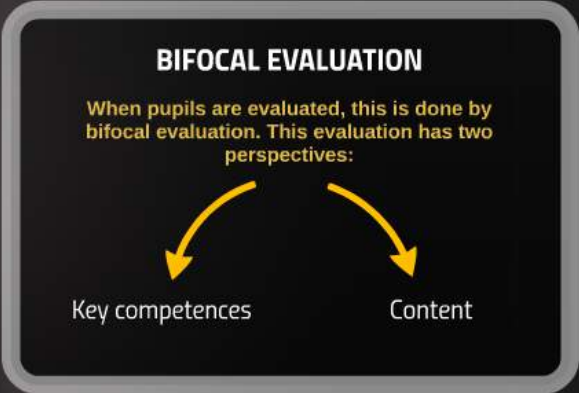 BIFOCAL EVALUATION
When pupils are evaluated, this is done by
bifocal evaluation. This evaluation has two
perspectives:
Key competences
Content